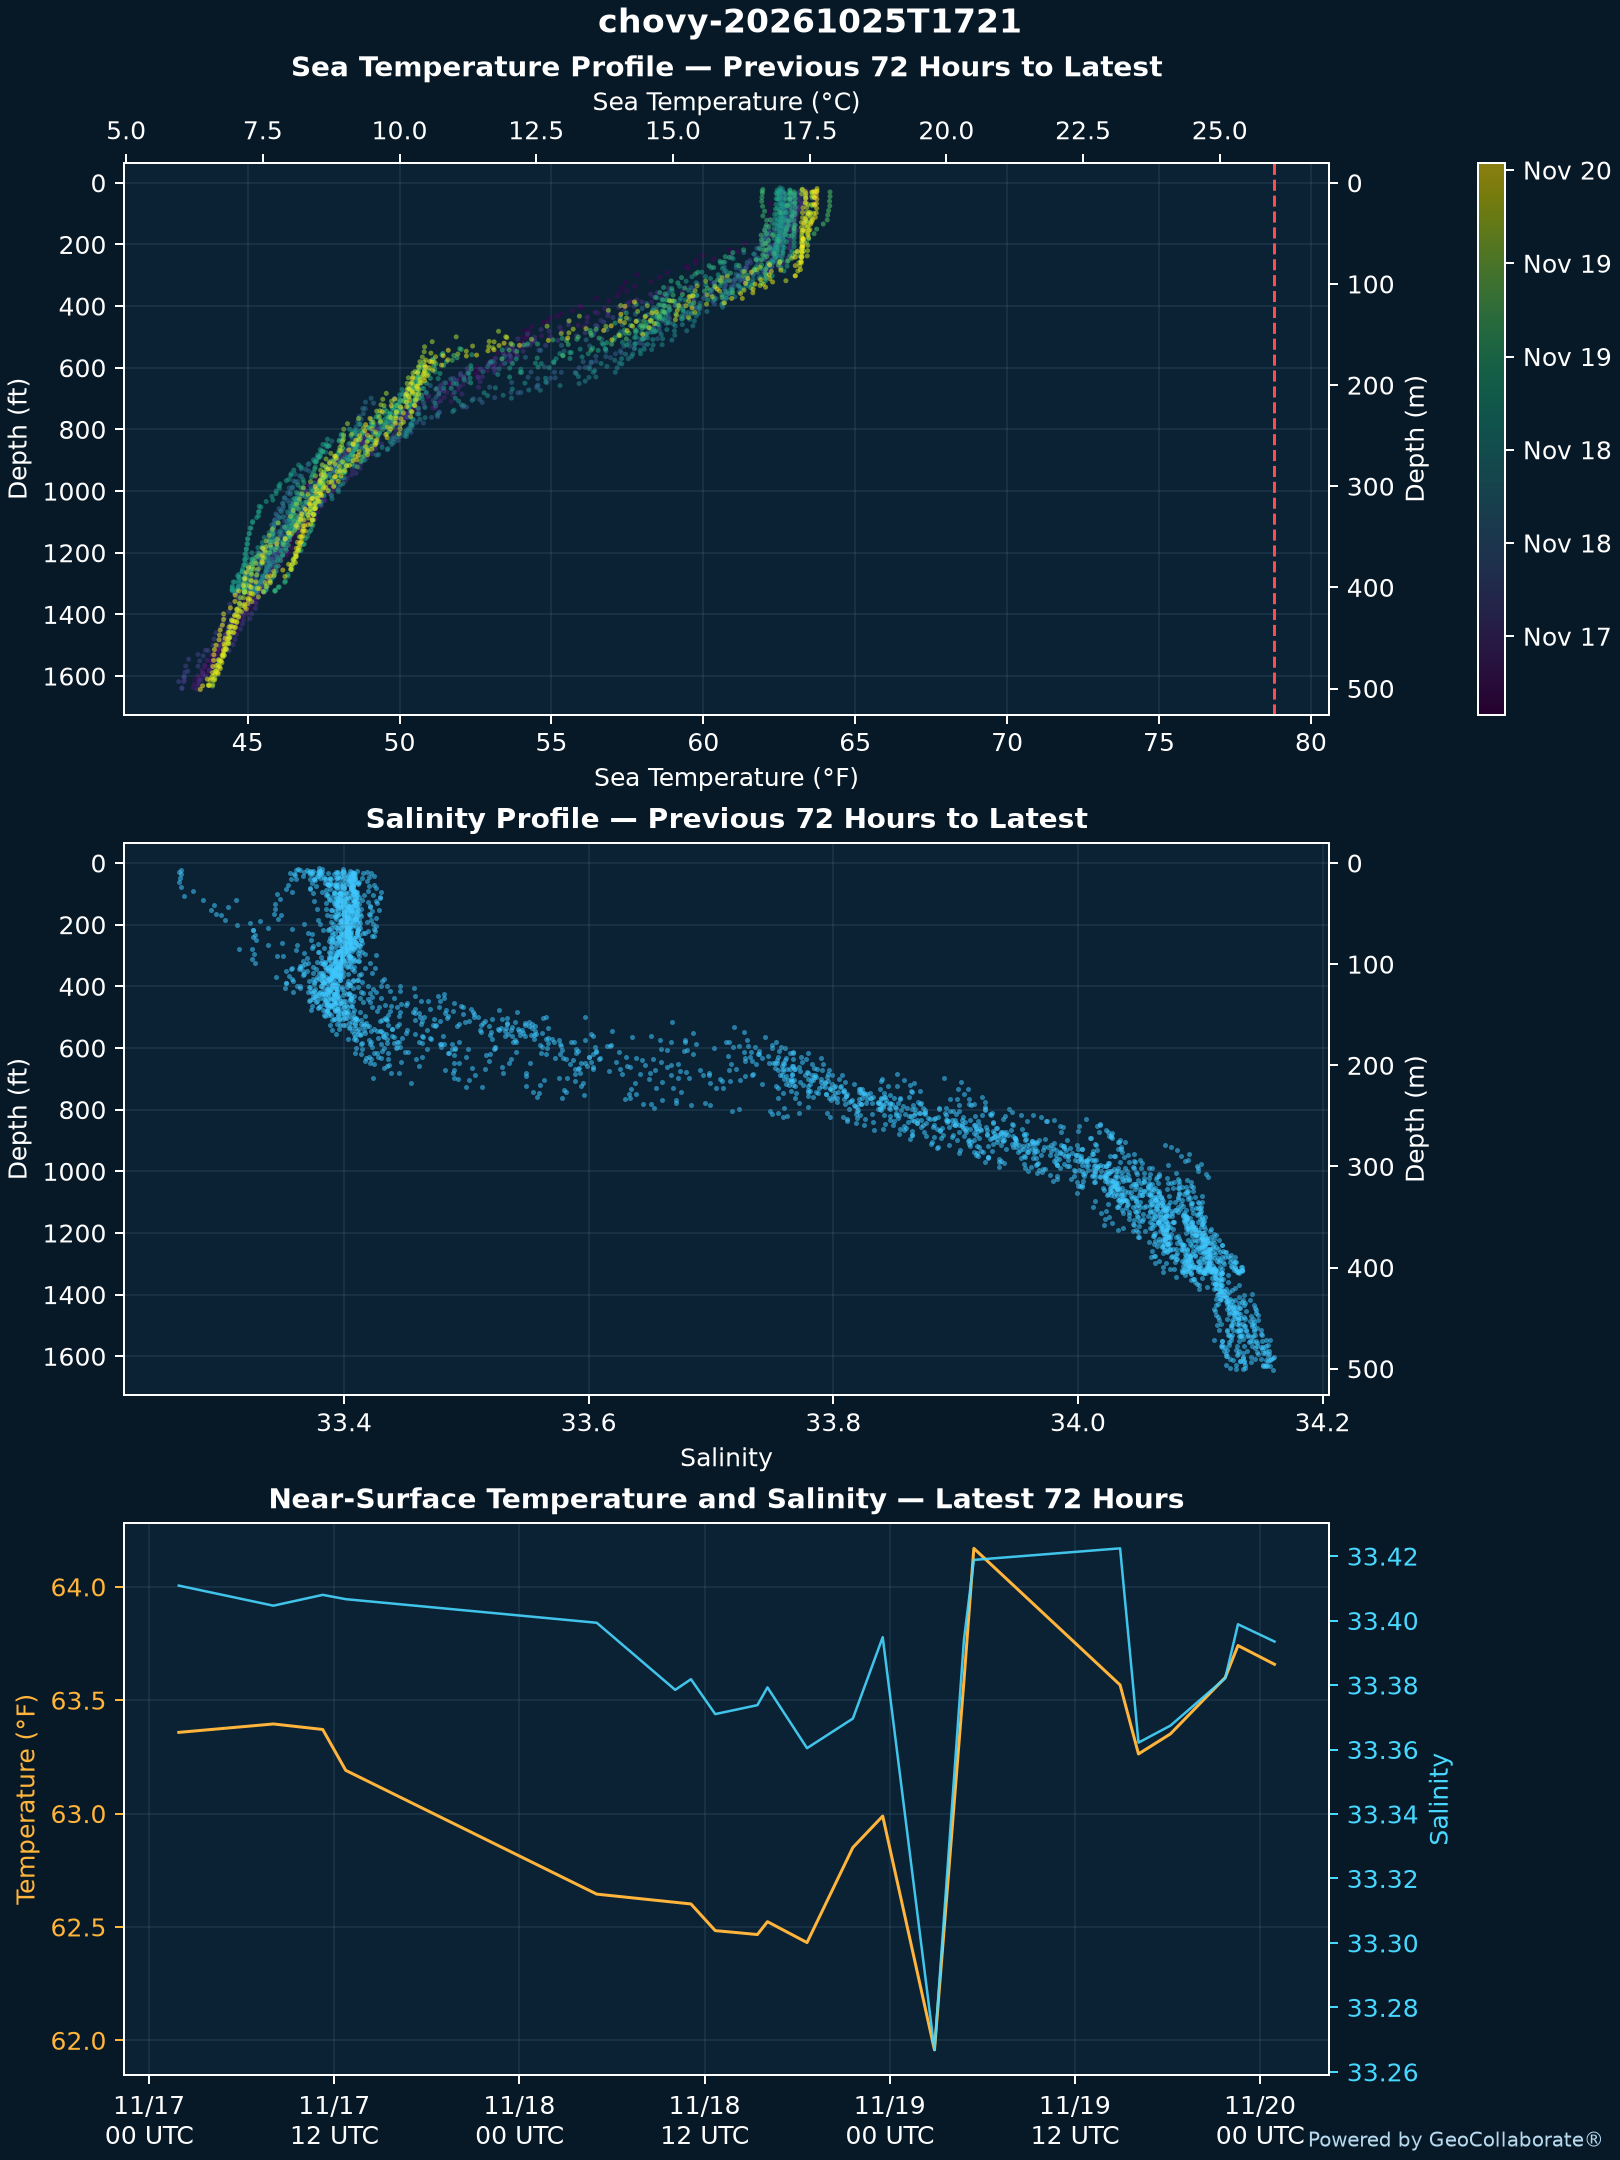 chovy-20261025T1721
Sea Temperature Profile — Previous 72 Hours to Latest
Sea Temperature (°C)
5.0 7.5 10.0 12.5 15.0 17.5 20.0 22.5 25.0
0
200
400
600
800
1000
1200
1400
1600
Depth (ft)
0
100
200
300
400
500
Depth (m)
Nov 20
Nov 19
Nov 19
Nov 18
Nov 18
Nov 17
45 50 55 60 65 70 75 80
Sea Temperature (°F)
Salinity Profile — Previous 72 Hours to Latest
0
200
400
600
800
1000
1200
1400
1600
Depth (ft)
0
100
200
300
400
500
Depth (m)
33.4 33.6 33.8 34.0 34.2
Salinity
Near-Surface Temperature and Salinity — Latest 72 Hours
64.0
63.5
63.0
62.5
62.0
Temperature (°F)
33.42
33.40
33.38
33.36
33.34
33.32
33.30
33.28
33.26
Salinity
11/17 11/17 11/18 11/18 11/19 11/19 11/20
00 UTC 12 UTC 00 UTC 12 UTC 00 UTC 12 UTC 00 UTC
Powered by GeoCollaborate®